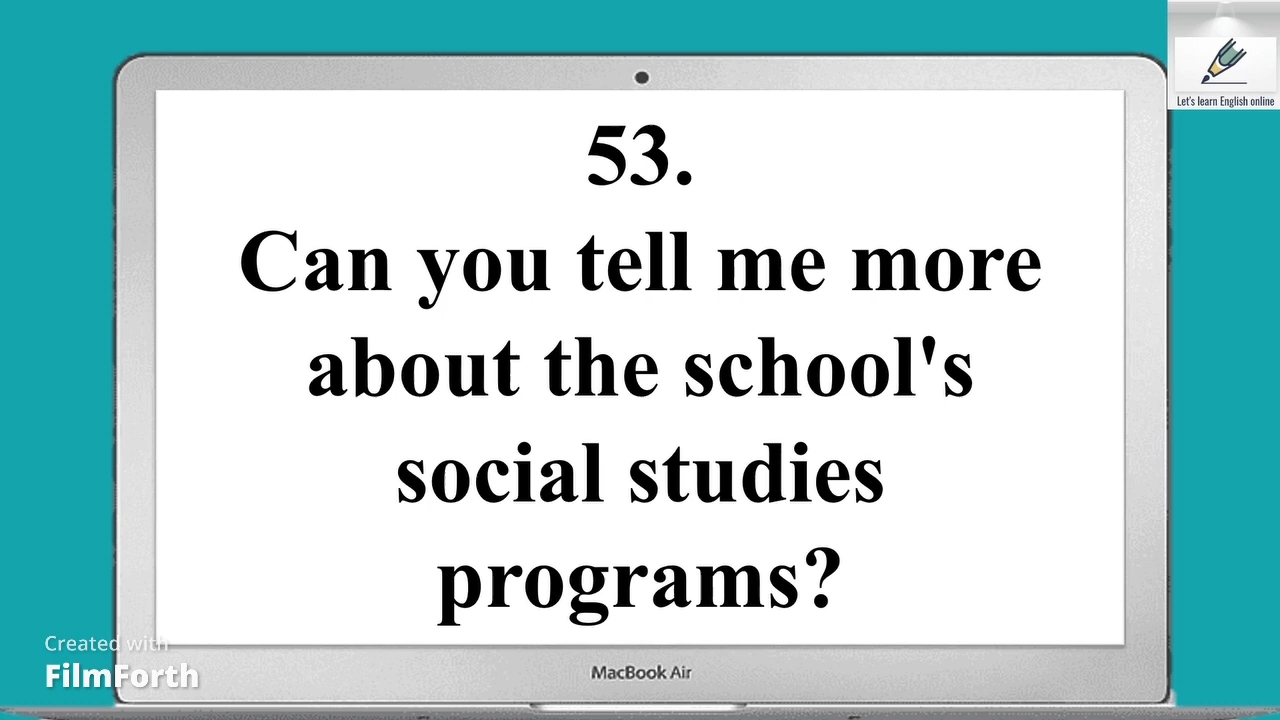 Let's learn English online
53.
Can you tell me more
about the school's
social studies
programs?
Created with
FilmForth
MacBook Air